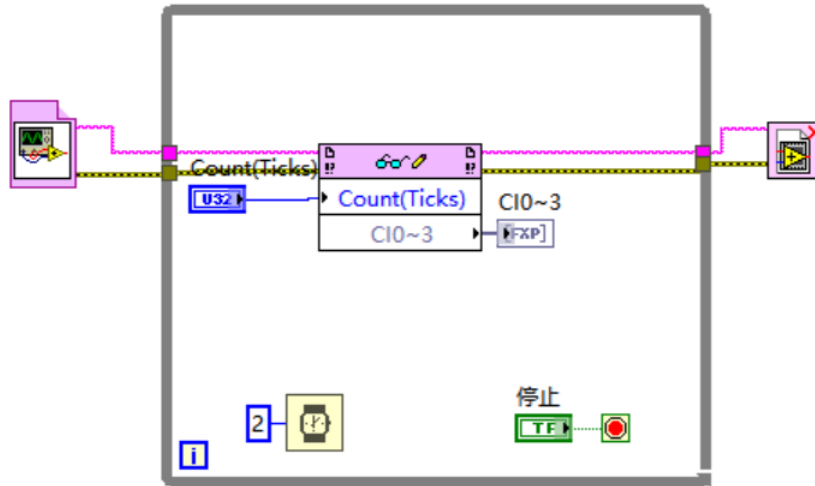 Count(Ticks)
U32
Count(Ticks)
CI0~3
CI0~3
[FXP]
2
停止
TF
i